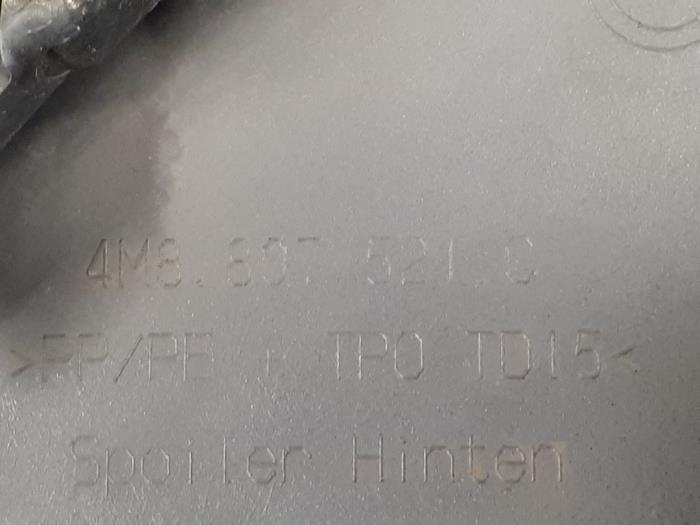 4M8.807.521.C
>PP/PE + TPO TD15<
Spoiler Hinten